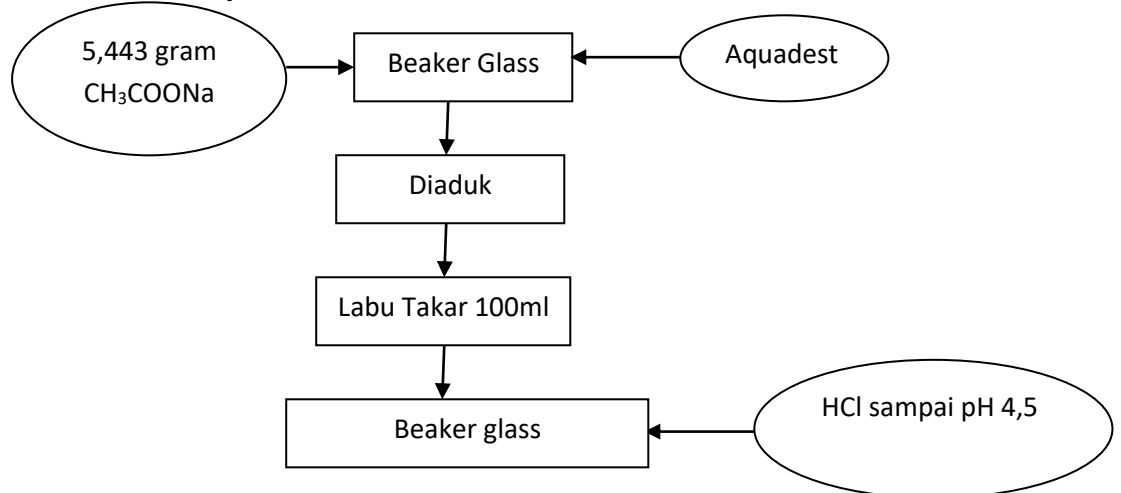 5,443 gram
CH₃COONa
Beaker Glass
Aquadest
Diaduk
Labu Takar 100ml
Beaker glass
HCl sampai pH 4,5